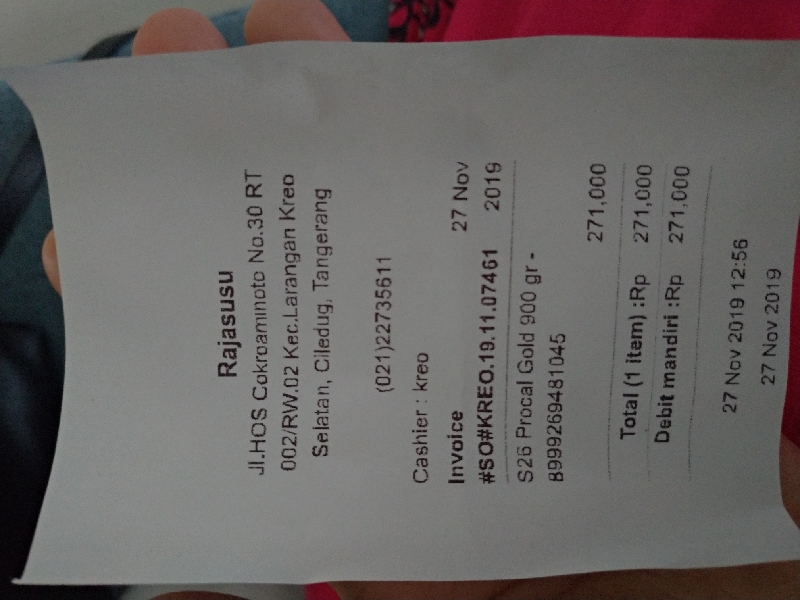 Rajasusu
Jl.HOS Cokroaminoto No.30 RT
002/RW.02 Kec.Larangan Kreo
Selatan, Ciledug, Tangerang
(021)22735611
Cashier : kreo
Invoice 27 Nov
#SO#KREO.19.11.07461 2019
S26 Procal Gold 900 gr -
8999269481045
271,000
Total (1 item) :Rp 271,000
Debit mandiri :Rp 271,000
27 Nov 2019 12:56
27 Nov 2019